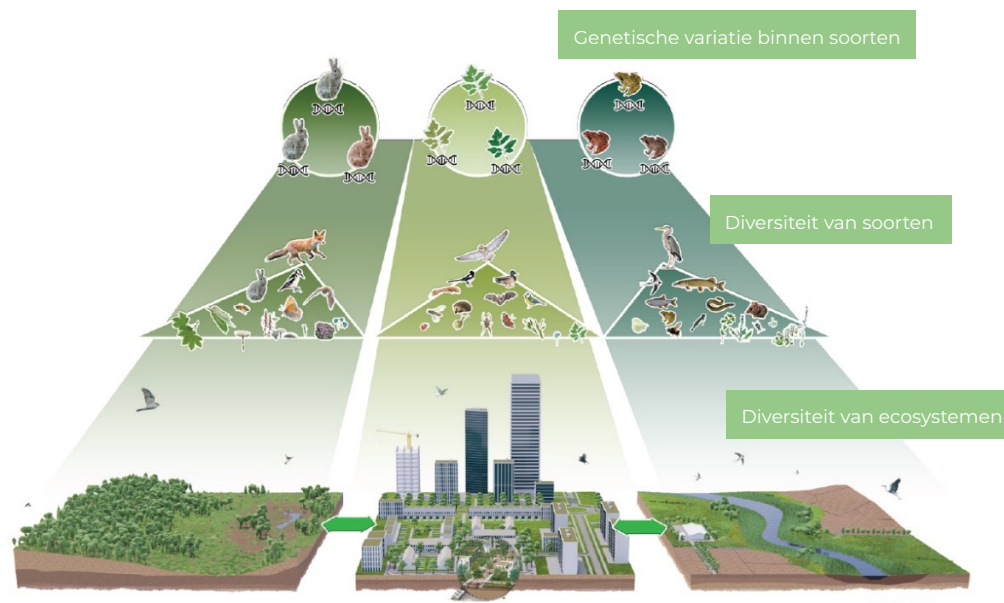 Genetische variatie binnen soorten
Diversiteit van soorten
Diversiteit van ecosystemen